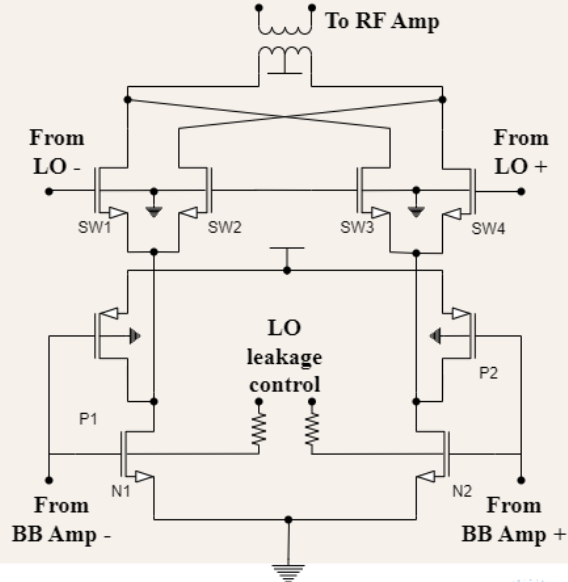 To RF Amp
From
LO -
From
LO +
SW1
SW2
SW3
SW4
LO
leakage
control
P2
P1
N1
N2
From
BB Amp -
From
BB Amp +